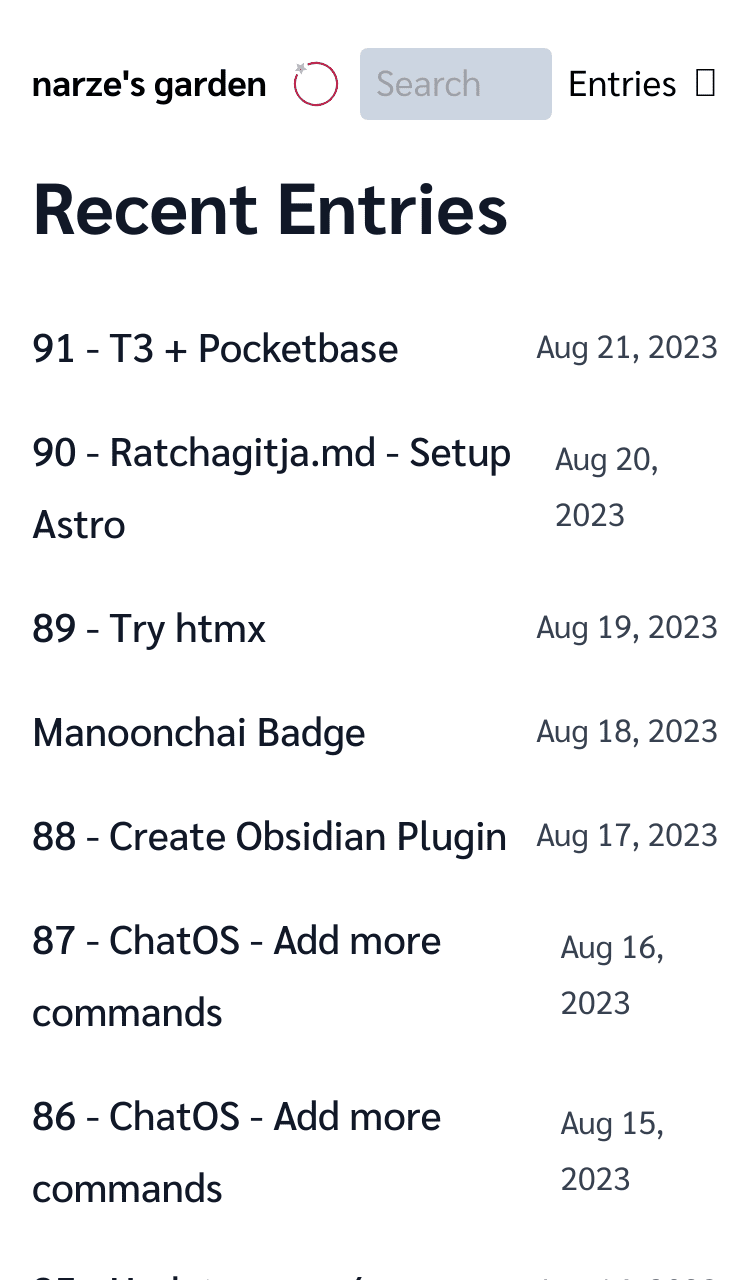 narze's garden Search Entries
Recent Entries
91 - T3 + Pocketbase Aug 21, 2023
90 - Ratchagitja.md - Setup Aug 20,
Astro 2023
89 - Try htmx Aug 19, 2023
Manoonchai Badge Aug 18, 2023
88 - Create Obsidian Plugin Aug 17, 2023
87 - ChatOS - Add more Aug 16,
commands 2023
86 - ChatOS - Add more Aug 15,
commands 2023